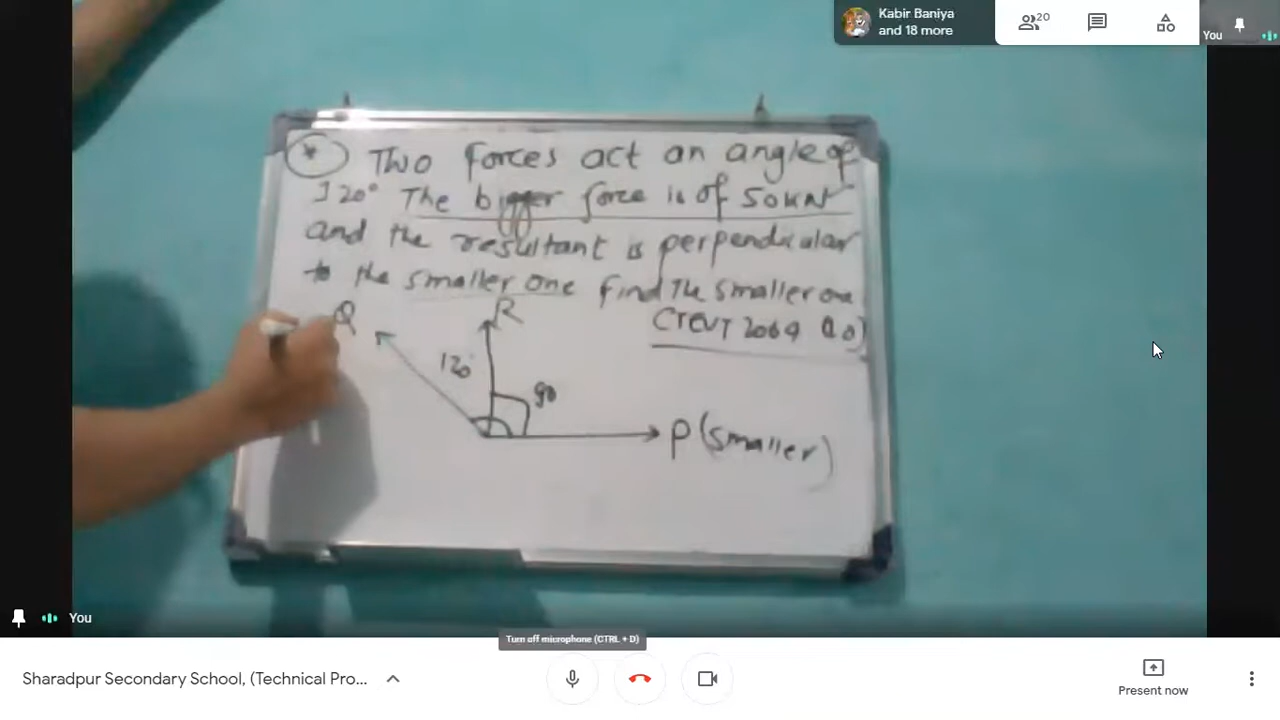 Kabir Baniya
and 18 more
20
You
* Two forces act an angle of
120° The bigger force is of 50KN
and the resultant is perpendicular
to the smaller one find The smaller one
CTEVT 2069
Q
R
120°
90
P (smaller)
You
Turn off microphone (CTRL + D)
Sharadpur Secondary School, (Technical Pro...
Present now